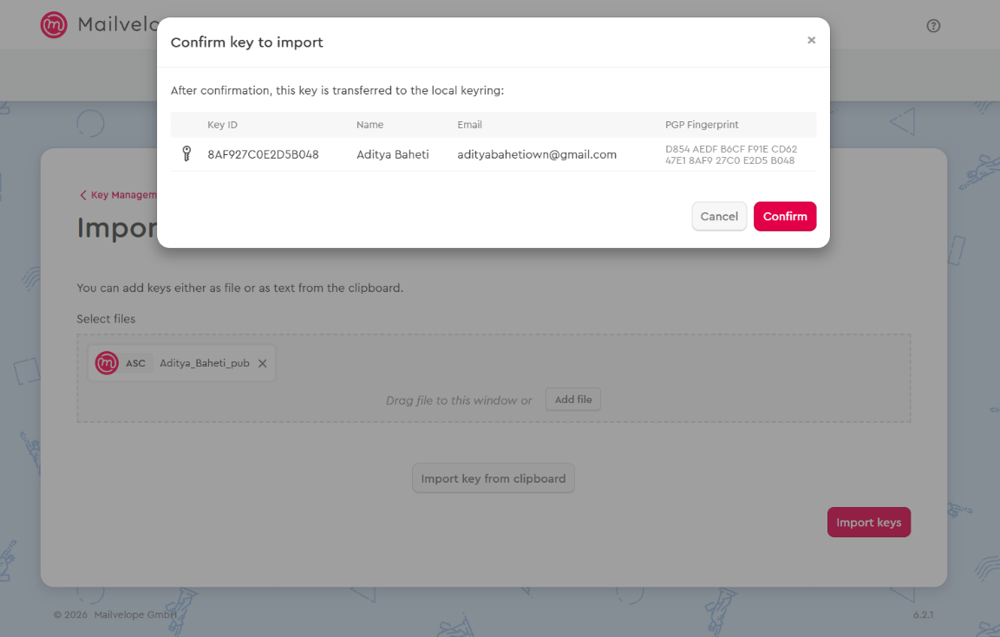 Mailvelo
Confirm key to import
×
After confirmation, this key is transferred to the local keyring:
Key ID Name Email PGP Fingerprint
8AF927C0E2D5B048 Aditya Baheti adityabahetiown@gmail.com D854 AEDF B6CF F91E CD62
47E1 8AF9 27C0 E2D5 B048
Cancel Confirm
Key Managem
Impor
You can add keys either as file or as text from the clipboard.
Select files
ASC Aditya_Baheti_pub
Drag file to this window or Add file
Import key from clipboard
Import keys
© 2026 Mailvelope GmbH 6.2.1